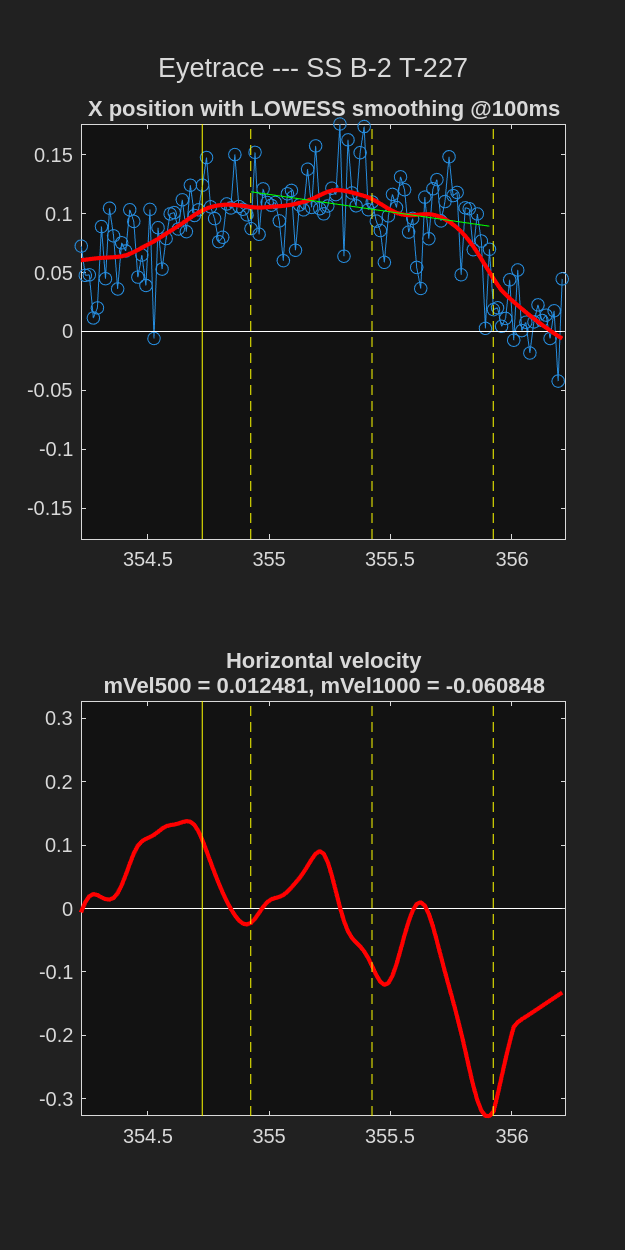 Eyetrace --- SS B-2 T-227
X position with LOWESS smoothing @100ms
0.15
0.1
0.05
0
-0.05
-0.1
-0.15
354.5 355 355.5 356
Horizontal velocity
mVel500 = 0.012481, mVel1000 = -0.060848
0.3
0.2
0.1
0
-0.1
-0.2
-0.3
354.5 355 355.5 356